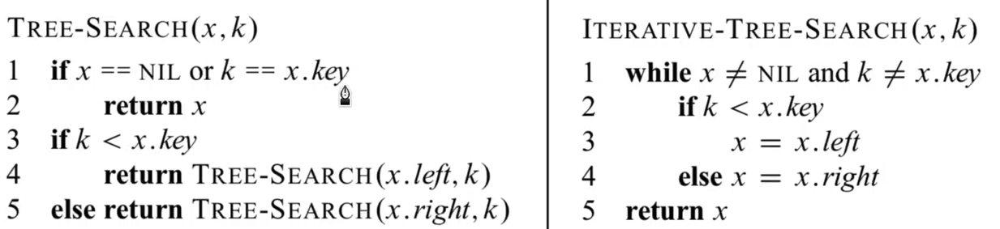 TREE-SEARCH(x, k)
1 if x == NIL or k == x.key
2 return x
3 if k < x.key
4 return TREE-SEARCH(x.left, k)
5 else return TREE-SEARCH(x.right, k)
ITERATIVE-TREE-SEARCH(x, k)
1 while x ≠ NIL and k ≠ x.key
2 if k < x.key
3 x = x.left
4 else x = x.right
5 return x